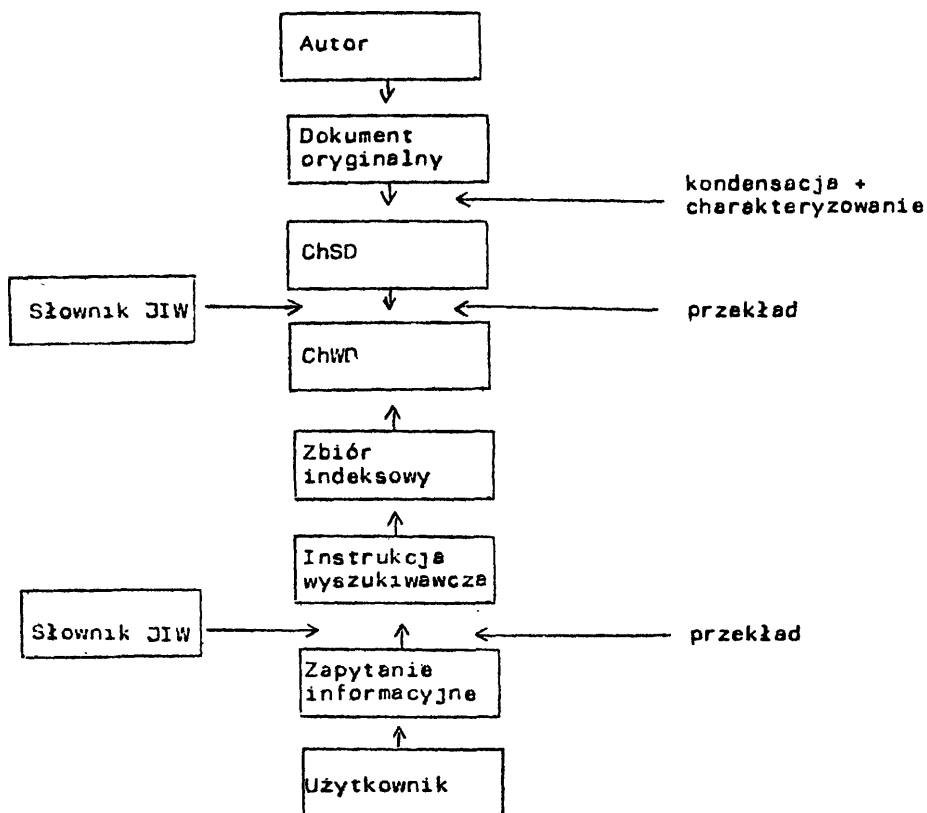 Autor
Dokument
oryginalny
kondensacja +
charakteryzowanie
ChSD
Słownik JIW
przekład
ChWD
Zbiór
indeksowy
Instrukcja
wyszukiwawcza
Słownik JIW
przekład
Zapytanie
informacyjne
Użytkownik